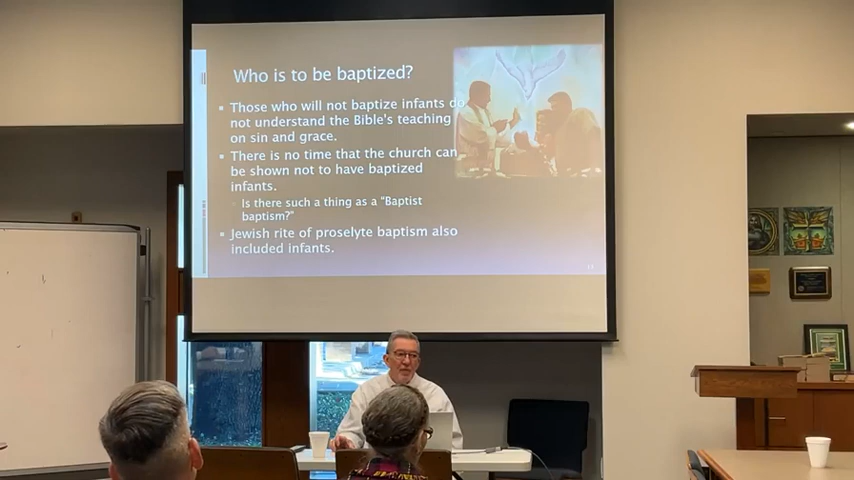 Who is to be baptized?
Those who will not baptize infants do
not understand the Bible's teaching
on sin and grace.
There is no time that the church can
be shown not to have baptized
infants.
Is there such a thing as a "Baptist
baptism?"
Jewish rite of proselyte baptism also
included infants.